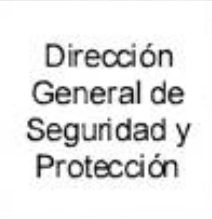 Dirección
General de
Seguridad y
Protección